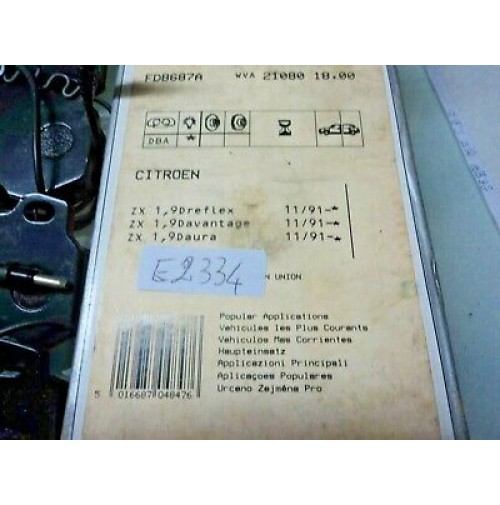 FDB687A WVA 21080 18.00
DBA *
CITROEN
ZX 1,9Dreflex 11/91-*
ZX 1,9Davantage 11/91-*
ZX 1,9Daura 11/91-*
E2334
N UNION
Popular Applications
Vehicules les Plus Courants
Vehiculos Mas Corrientes
Haupteinsatz
Applicazioni Principali
Aplicaçoes Populares
Urceno Zejména Pro
5 016687 048476